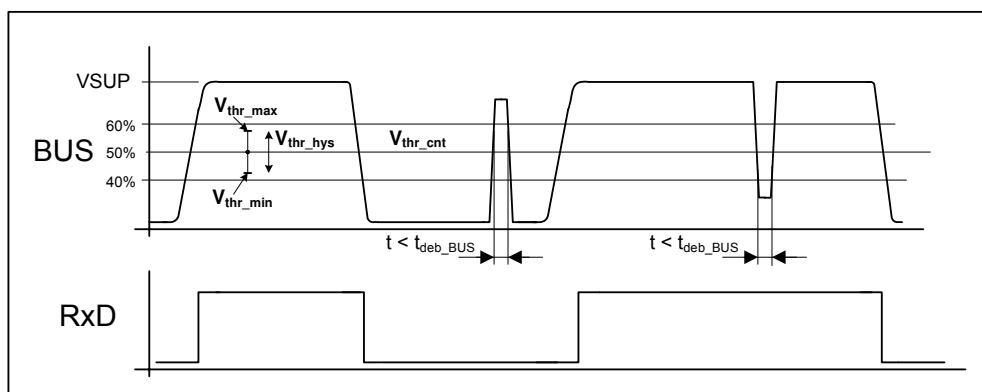 VSUP
V_thr_max
60%
BUS
V_thr_hys
V_thr_cnt
50%
40%
V_thr_min
t < t_deb_BUS
t < t_deb_BUS
RxD